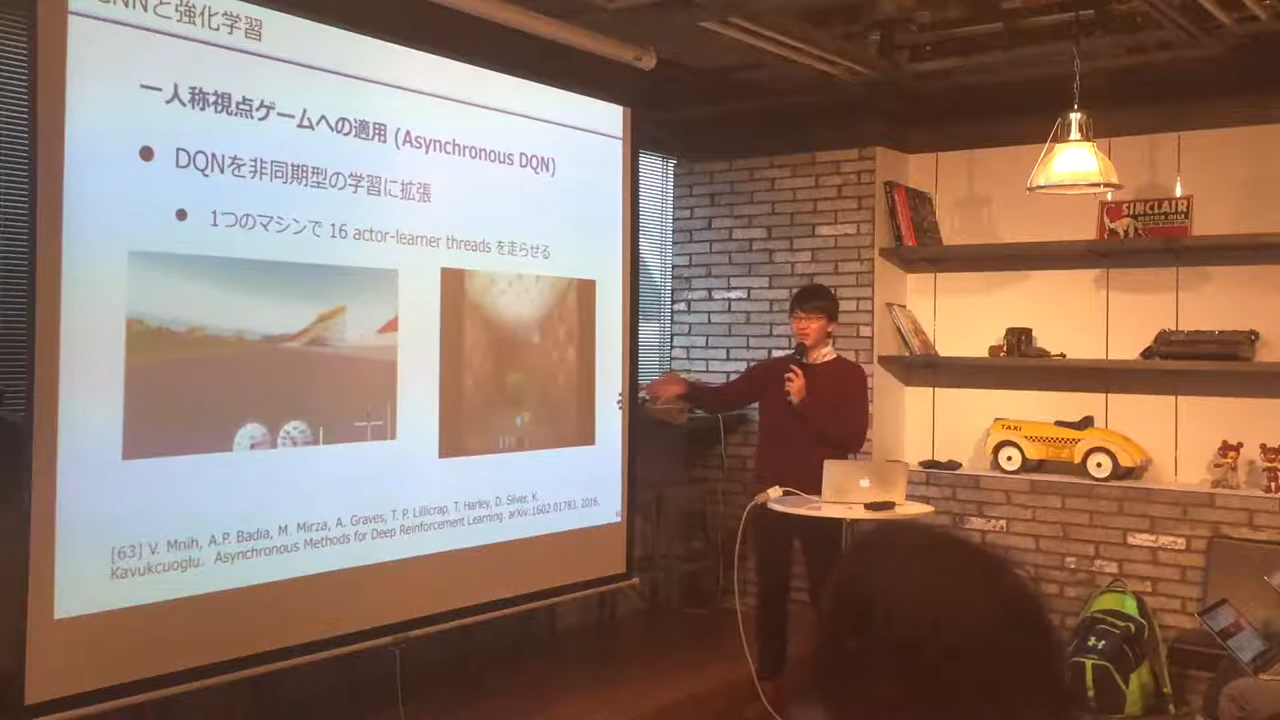 CNNと強化学習
一人称視点ゲームへの適用 (Asynchronous DQN)
DQNを非同期型の学習に拡張
1つのマシンで 16 actor-learner threads を走らせる
[63] V. Mnih, A.P. Badia, M. Mirza, A. Graves, T. P. Lillicrap, T. Harley, D. Silver, K.
Kavukcuoglu. Asynchronous Methods for Deep Reinforcement Learning. arXiv:1602.01783, 2016.
SINCLAIR
MOTOR OILS
TAXI